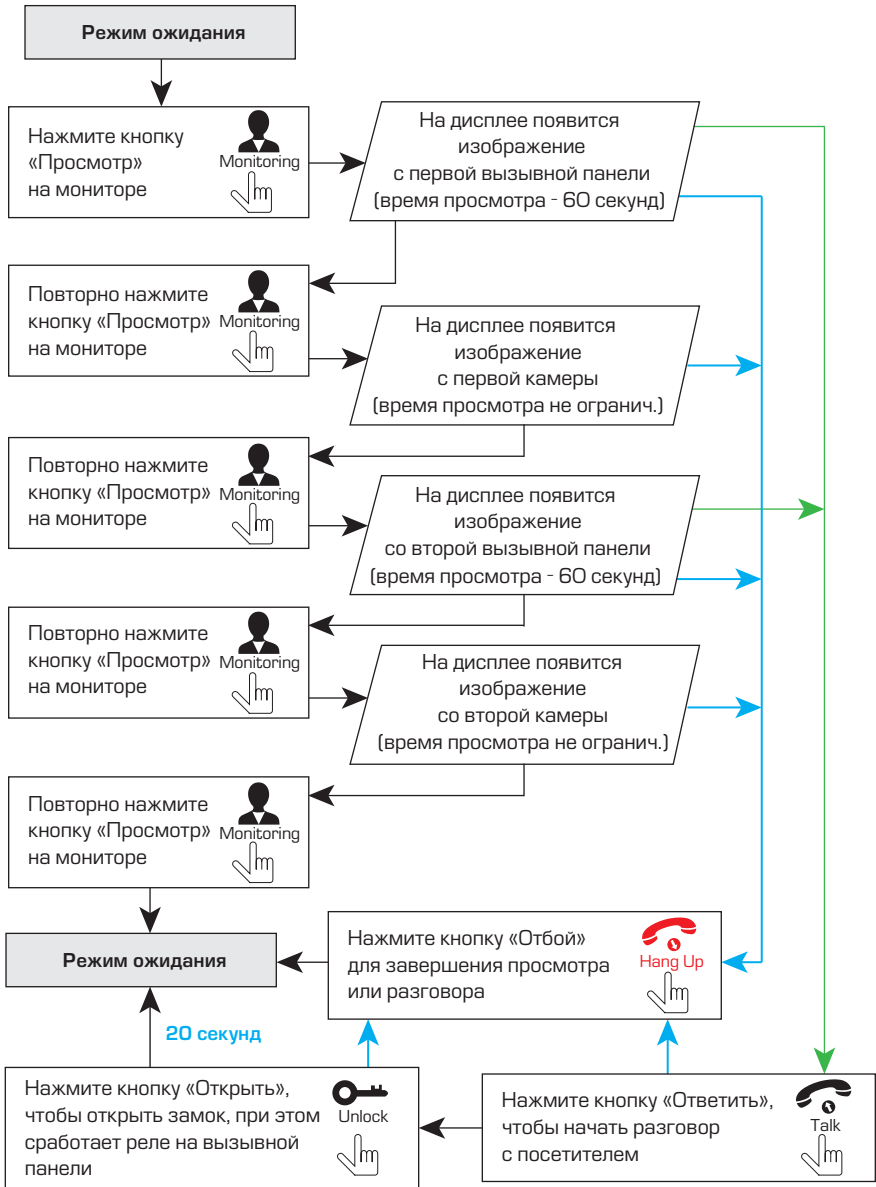 Режим ожидания
Нажмите кнопку
«Просмотр»
на мониторе
Monitoring
На дисплее появится
изображение
с первой вызывной панели
(время просмотра - 60 секунд)
Повторно нажмите
кнопку «Просмотр»
на мониторе
Monitoring
На дисплее появится
изображение
с первой камеры
(время просмотра не огранич.)
Повторно нажмите
кнопку «Просмотр»
на мониторе
Monitoring
На дисплее появится
изображение
со второй вызывной панели
(время просмотра - 60 секунд)
Повторно нажмите
кнопку «Просмотр»
на мониторе
Monitoring
На дисплее появится
изображение
со второй камеры
(время просмотра не огранич.)
Повторно нажмите
кнопку «Просмотр»
на мониторе
Monitoring
Режим ожидания
Нажмите кнопку «Отбой»
для завершения просмотра
или разговора
Hang Up
20 секунд
Нажмите кнопку «Открыть»,
чтобы открыть замок, при этом
сработает реле на вызывной
панели
Unlock
Нажмите кнопку «Ответить»,
чтобы начать разговор
с посетителем
Talk